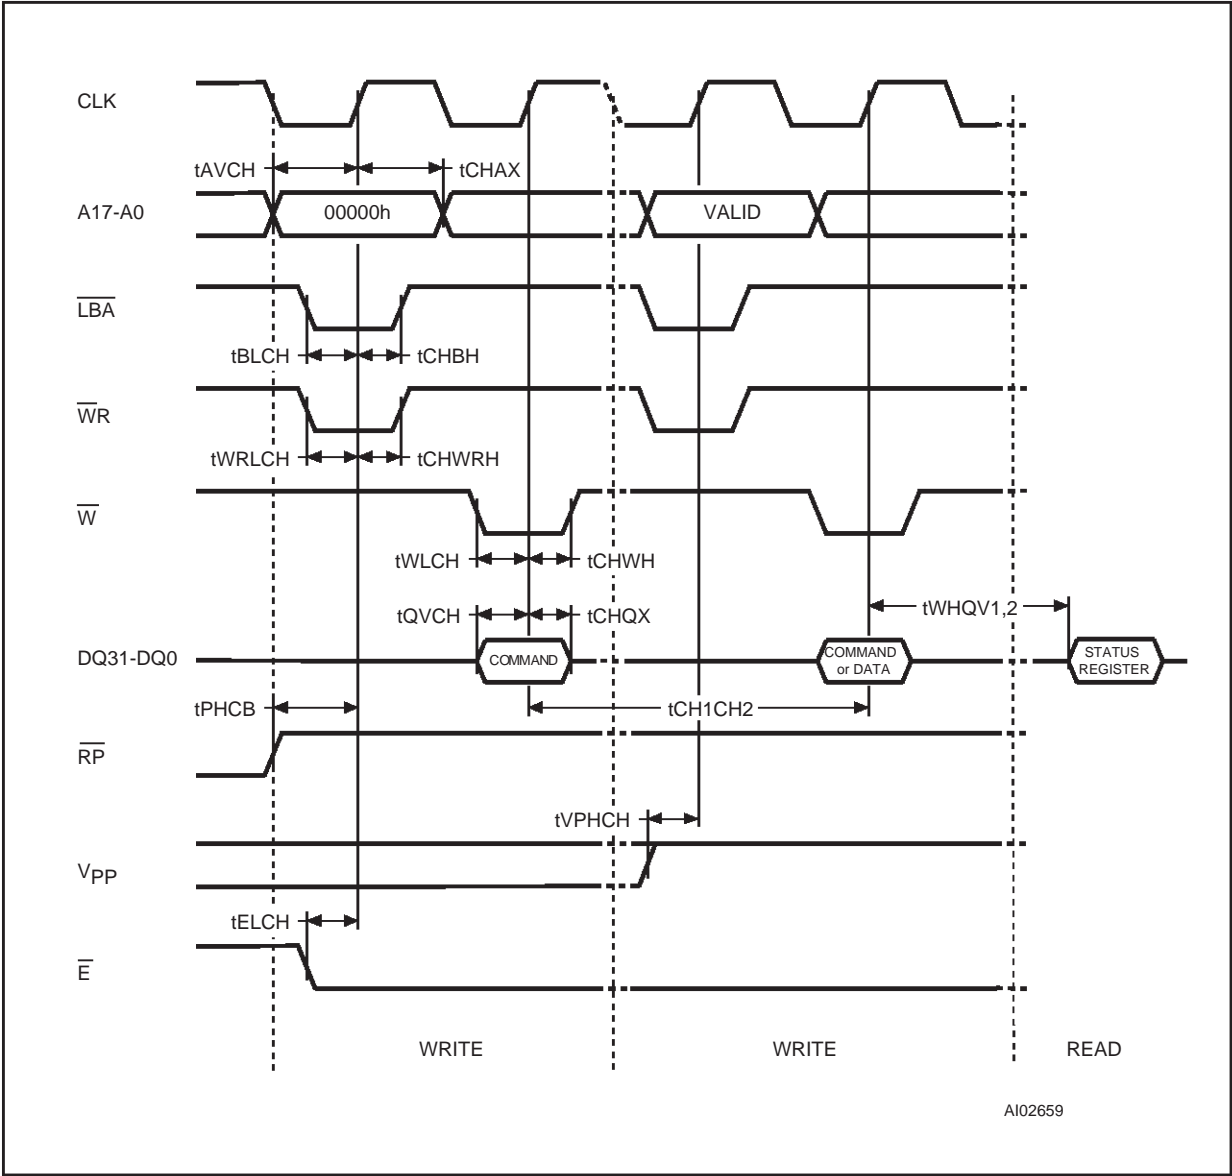 CLK
tAVCH
tCHAX
A17-A0
00000h
VALID
LBA
tBLCH
tCHBH
WR
tWRLCH
tCHWRH
W
tWLCH
tCHWH
tWHQV1,2
tQVCH
tCHQX
DQ31-DQ0
COMMAND
COMMAND
or DATA
STATUS
REGISTER
tPHCB
tCH1CH2
RP
tVPHCH
VPP
tELCH
E
WRITE
WRITE
READ
AI02659